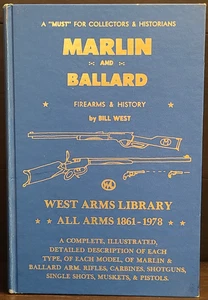 A "MUST" FOR COLLECTORS & HISTORIANS
MARLIN
AND
BALLARD
FIREARMS & HISTORY
by BILL WEST
WEST ARMS LIBRARY
ALL ARMS 1861-1978
A COMPLETE, ILLUSTRATED,
DETAILED DESCRIPTION OF EACH
TYPE, OF EACH MODEL, OF MARLIN &
BALLARD ARM. RIFLES, CARBINES, SHOTGUNS,
SINGLE SHOTS, MUSKETS, & PISTOLS.